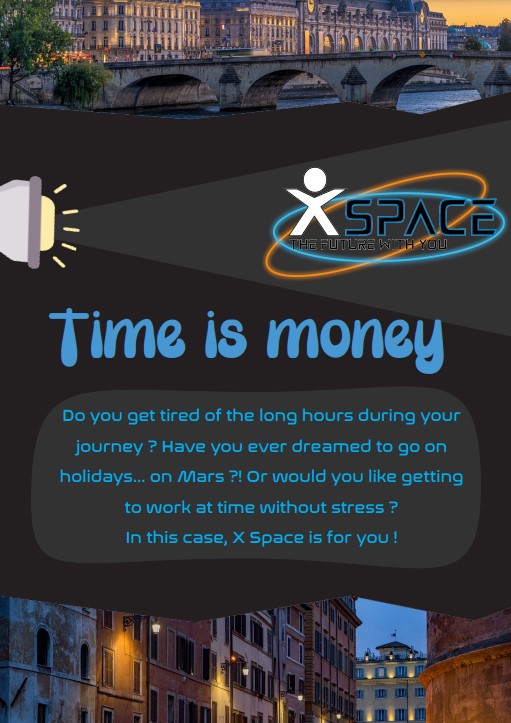 XSPACE
THE FUTURE WITH YOU
Time is money
Do you get tired of the long hours during your
journey ? Have you ever dreamed to go on
holidays... on Mars ?! Or would you like getting
to work at time without stress ?
In this case, X Space is for you !